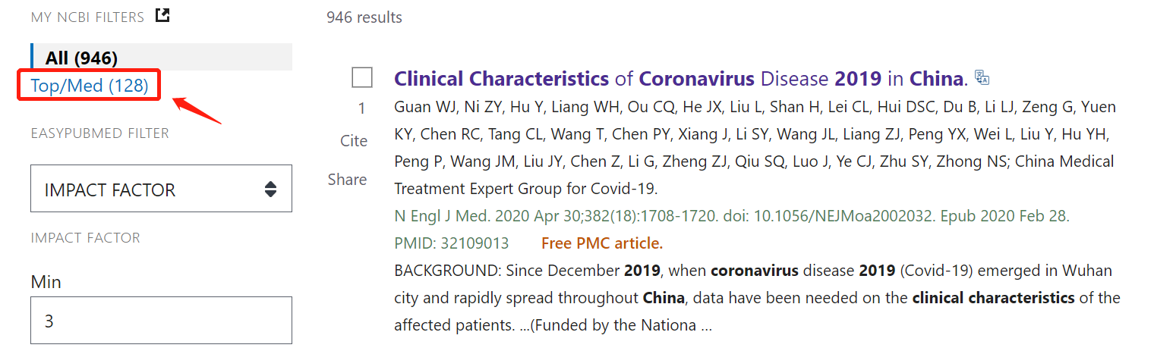 MY NCBI FILTERS
All (946)
Top/Med (128)
EASYPUBMED FILTER
IMPACT FACTOR
IMPACT FACTOR
Min
3
946 results
Clinical Characteristics of Coronavirus Disease 2019 in China.
1
Cite
Share
Guan WJ, Ni ZY, Hu Y, Liang WH, Ou CQ, He JX, Liu L, Shan H, Lei CL, Hui DSC, Du B, Li LJ, Zeng G, Yuen
KY, Chen RC, Tang CL, Wang T, Chen PY, Xiang J, Li SY, Wang JL, Liang ZJ, Peng YX, Wei L, Liu Y, Hu YH,
Peng P, Wang JM, Liu JY, Chen Z, Li G, Zheng ZJ, Qiu SQ, Luo J, Ye CJ, Zhu SY, Zhong NS; China Medical
Treatment Expert Group for Covid-19.
N Engl J Med. 2020 Apr 30;382(18):1708-1720. doi: 10.1056/NEJMoa2002032. Epub 2020 Feb 28.
PMID: 32109013 Free PMC article.
BACKGROUND: Since December 2019, when coronavirus disease 2019 (Covid-19) emerged in Wuhan
city and rapidly spread throughout China, data have been needed on the clinical characteristics of the
affected patients. ...(Funded by the Nationa ...